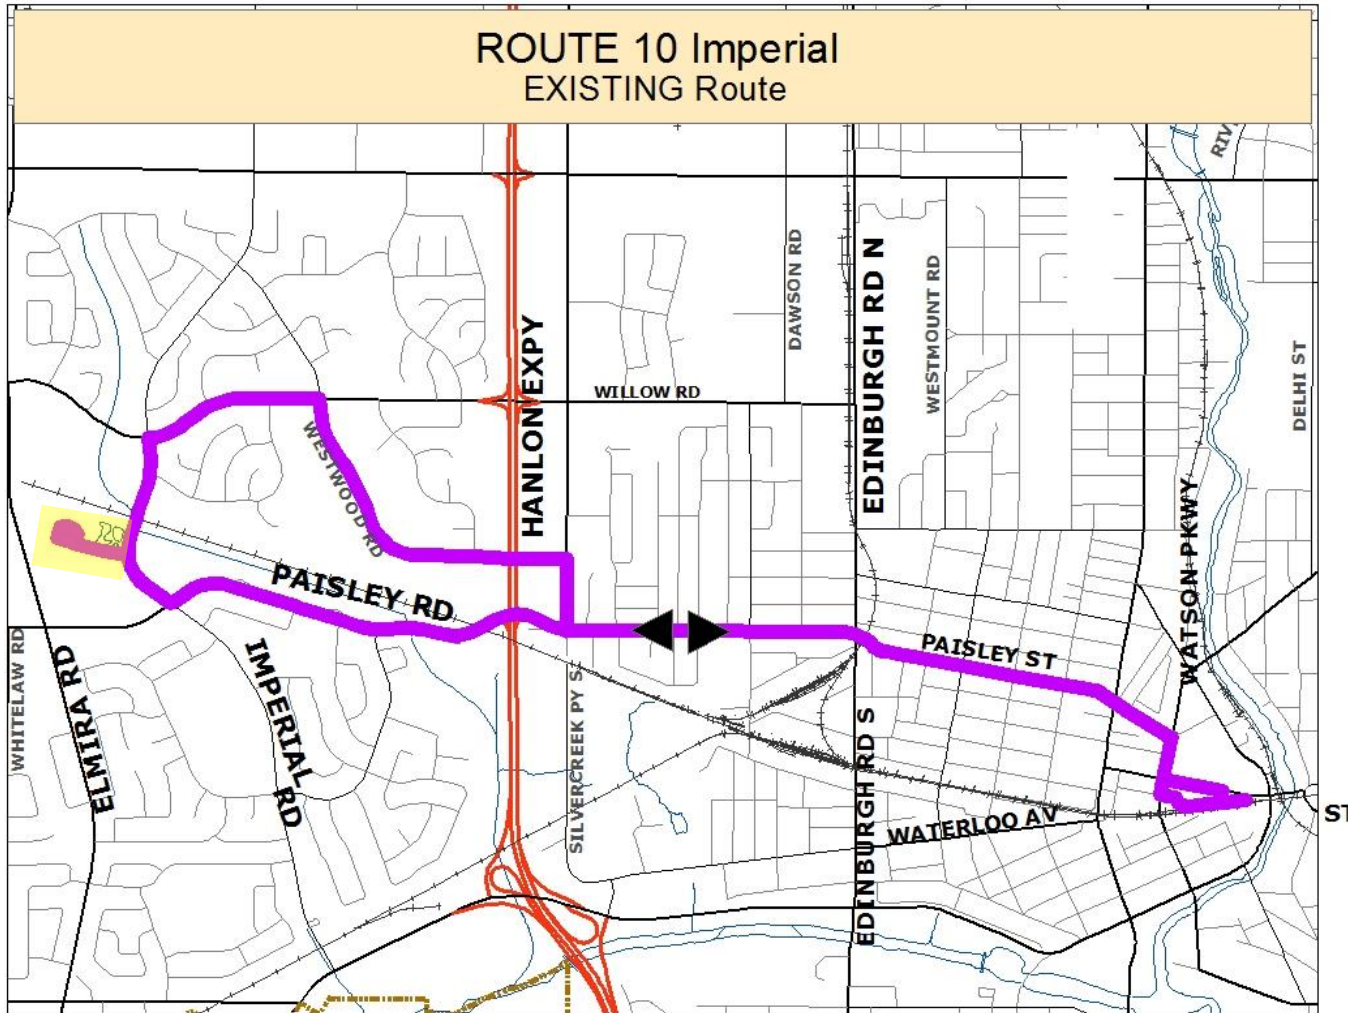 ROUTE 10 Imperial
EXISTING Route
DAWSON RD
EDINBURGH RD N
WESTMOUNT RD
DELHI ST
HANLON EXPY
WILLOW RD
WESTWOOD RD
WATSON PKWY
PAISLEY RD
PAISLEY ST
WHITELAW RD
ELMIRA RD
IMPERIAL RD
SILVERCREEK PY S
EDINBURGH RD S
WATERLOO AV